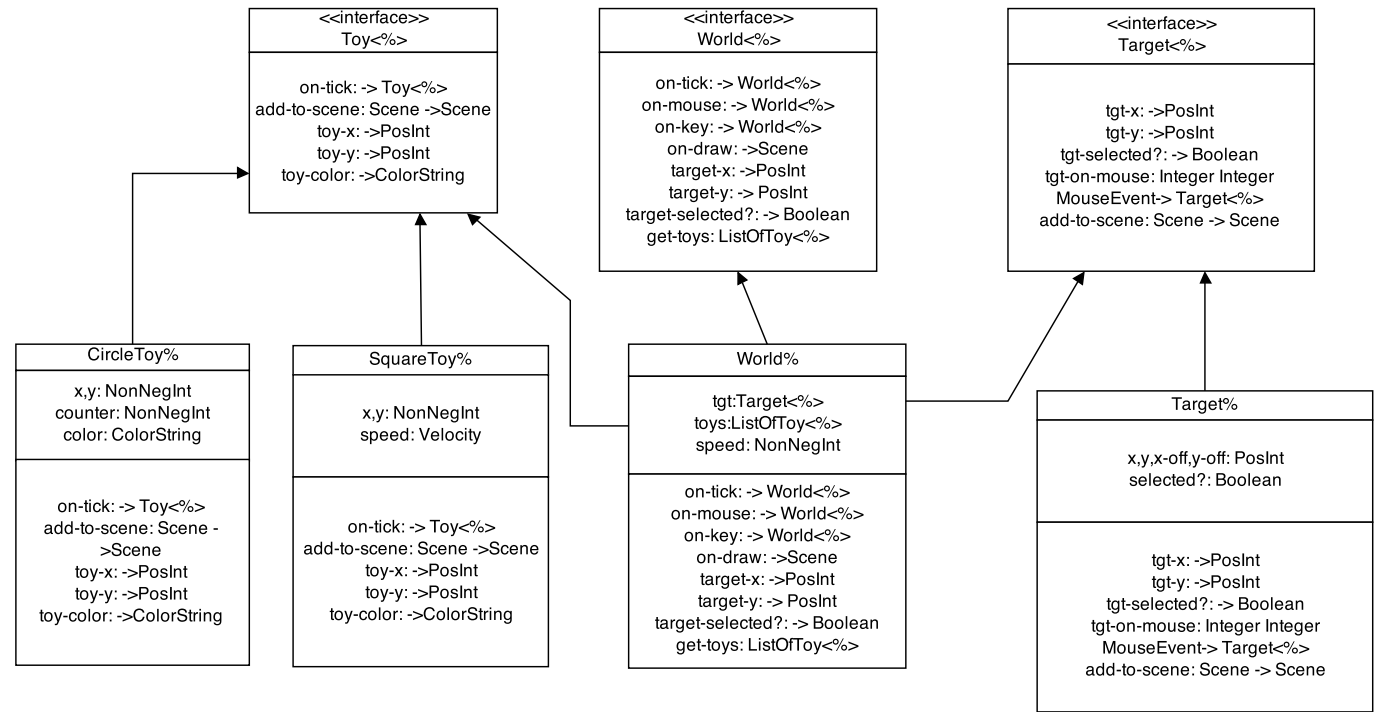 <<interface>>
Toy<%>
on-tick: -> Toy<%>
add-to-scene: Scene ->Scene
toy-x: ->PosInt
toy-y: ->PosInt
toy-color: ->ColorString
<<interface>>
World<%>
on-tick: -> World<%>
on-mouse: -> World<%>
on-key: -> World<%>
on-draw: ->Scene
target-x: ->PosInt
target-y: -> PosInt
target-selected?: -> Boolean
get-toys: ListOfToy<%>
<<interface>>
Target<%>
tgt-x: ->PosInt
tgt-y: ->PosInt
tgt-selected?: -> Boolean
tgt-on-mouse: Integer Integer
MouseEvent-> Target<%>
add-to-scene: Scene -> Scene
CircleToy%
x,y: NonNegInt
counter: NonNegInt
color: ColorString
on-tick: -> Toy<%>
add-to-scene: Scene -
>Scene
toy-x: ->PosInt
toy-y: ->PosInt
toy-color: ->ColorString
SquareToy%
x,y: NonNegInt
speed: Velocity
on-tick: -> Toy<%>
add-to-scene: Scene ->Scene
toy-x: ->PosInt
toy-y: ->PosInt
toy-color: ->ColorString
World%
tgt:Target<%>
toys:ListOfToy<%>
speed: NonNegInt
on-tick: -> World<%>
on-mouse: -> World<%>
on-key: -> World<%>
on-draw: ->Scene
target-x: ->PosInt
target-y: -> PosInt
target-selected?: -> Boolean
get-toys: ListOfToy<%>
Target%
x,y,x-off,y-off: PosInt
selected?: Boolean
tgt-x: ->PosInt
tgt-y: ->PosInt
tgt-selected?: -> Boolean
tgt-on-mouse: Integer Integer
MouseEvent-> Target<%>
add-to-scene: Scene -> Scene